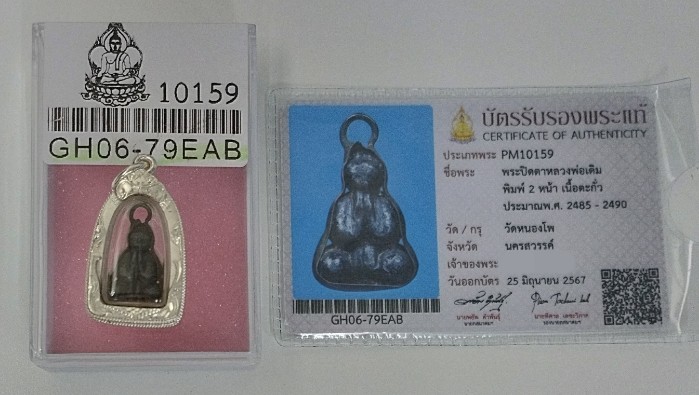 10159
GH06-79EAB
บัตรรับรองพระแท้
CERTIFICATE OF AUTHENTICITY
ประเภทพระ PM10159
ชื่อพระ พระปิดตาหลวงพ่อเดิม
พิมพ์ 2 หน้า เนื้อตะกั่ว
ประมาณพ.ศ. 2485 - 2490
วัด / กรุ วัดหนองโพ
จังหวัด นครสวรรค์
เจ้าของพระ
วันออกบัตร 25 มิถุนายน 2567
GH06-79EAB